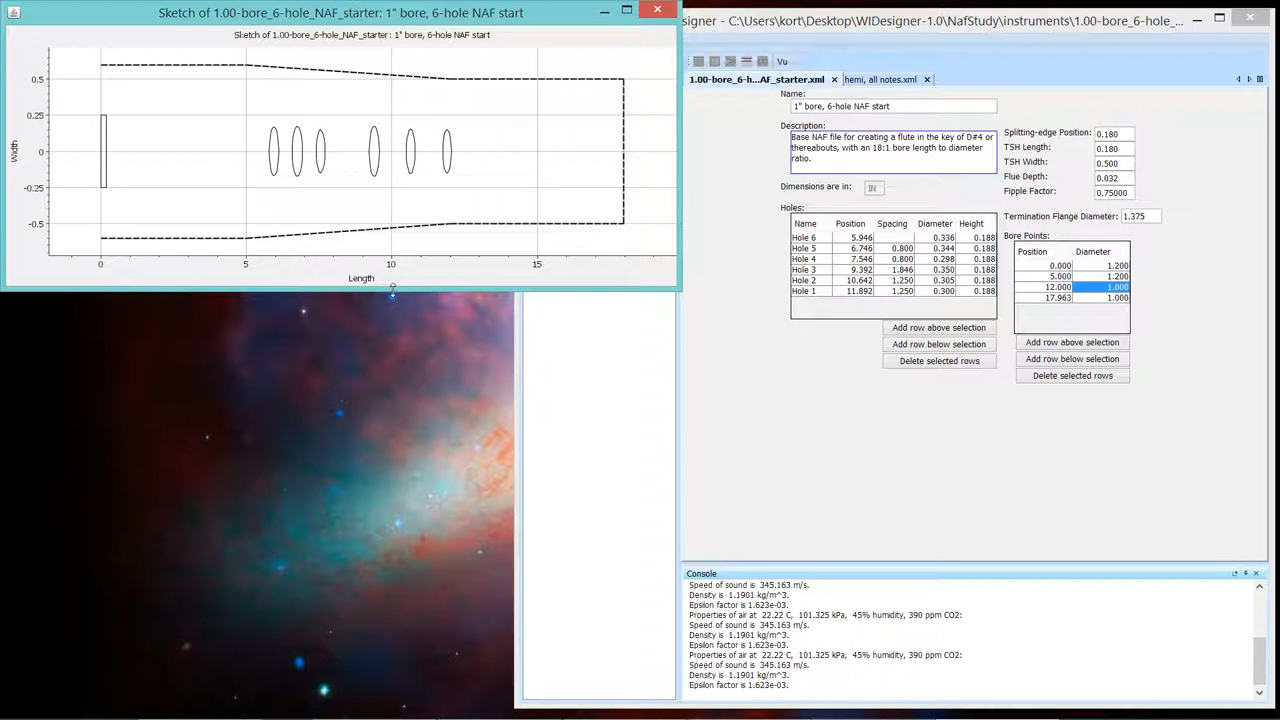 Sketch of 1.00-bore_6-hole_NAF_starter: 1" bore, 6-hole NAF start
Sketch of 1.00-bore_6-hole_NAF_starter: 1" bore, 6-hole NAF start
0.5
0.25
0
-0.25
-0.5
Width
0 5 10 15
Length
signer - C:\Users\kort\Desktop\WIDesigner-1.0\NafStudy\instruments\1.00-bore_6-hole_...
Vu
1.00-bore_6-h...AF_starter.xml
hemi, all notes.xml
Name:
1" bore, 6-hole NAF start
Description:
Base NAF file for creating a flute in the key of D#4 or
thereabouts, with an 18:1 bore length to diameter
ratio.
Dimensions are in: IN
Splitting-edge Position: 0.180
TSH Length: 0.180
TSH Width: 0.500
Flue Depth: 0.032
Fipple Factor: 0.75000
Termination Flange Diameter: 1.375
Holes:
Name Position Spacing Diameter Height
Hole 6 5.946 0.336 0.188
Hole 5 6.746 0.800 0.344 0.188
Hole 4 7.546 0.800 0.298 0.188
Hole 3 9.392 1.846 0.350 0.188
Hole 2 10.642 1.250 0.305 0.188
Hole 1 11.892 1.250 0.300 0.188
Add row above selection
Add row below selection
Delete selected rows
Bore Points:
Position Diameter
0.000 1.200
5.000 1.200
12.000 1.000
17.963 1.000
Add row above selection
Add row below selection
Delete selected rows
Console
Speed of sound is 345.163 m/s.
Density is 1.1901 kg/m^3.
Epsilon factor is 1.623e-03.
Properties of air at 22.22 C, 101.325 kPa, 45% humidity, 390 ppm CO2:
Speed of sound is 345.163 m/s.
Density is 1.1901 kg/m^3.
Epsilon factor is 1.623e-03.
Properties of air at 22.22 C, 101.325 kPa, 45% humidity, 390 ppm CO2:
Speed of sound is 345.163 m/s.
Density is 1.1901 kg/m^3.
Epsilon factor is 1.623e-03.